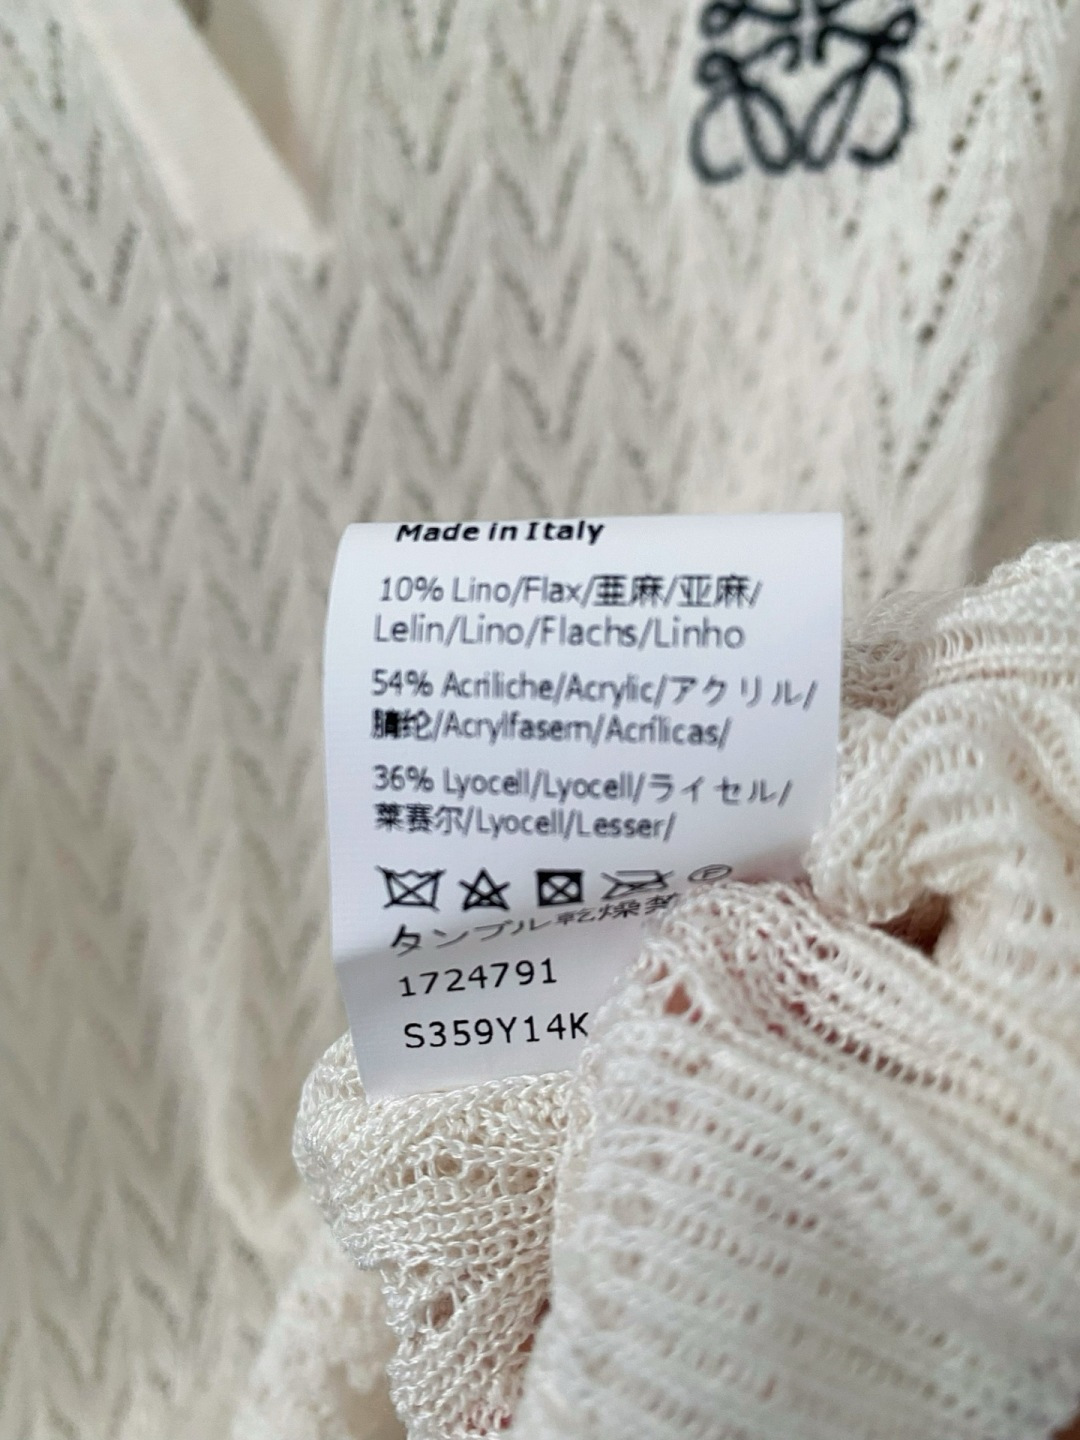 Made in Italy
10% Lino/Flax/亜麻/亚麻/
Lelin/Lino/Flachs/Linho
54% Acriliche/Acrylic/アクリル/
腈纶/Acrylfasern/Acrílicas/
36% Lyocell/Lyocell/ライセル/
莱赛尔/Lyocell/Lesser/
P
タンブル乾燥禁
1724791
S359Y14K